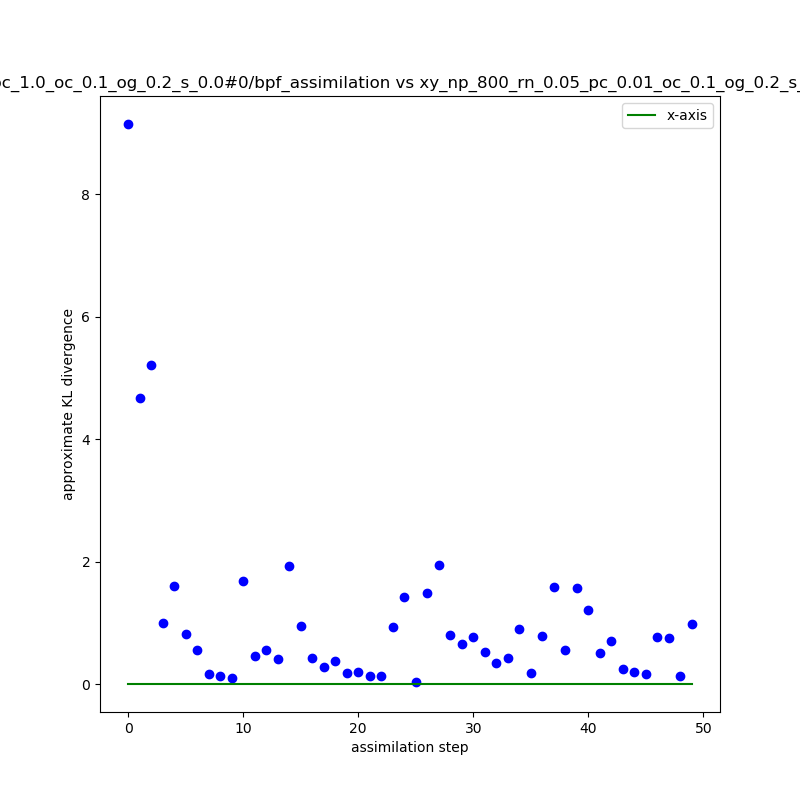 oc_1.0_oc_0.1_og_0.2_s_0.0#0/bpf_assimilation vs xy_np_800_rn_0.05_pc_0.01_oc_0.1_og_0.2_s_
x-axis
8
6
4
2
0
approximate KL divergence
0 10 20 30 40 50
assimilation step